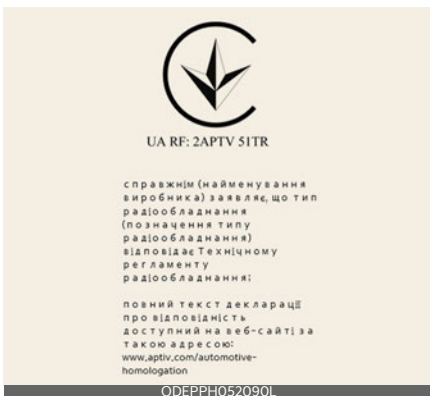 UA RF: 2APTV 51TR
справжнім (найменування
виробника) заявляє, що тип
радіообладнання
(позначення типу
радіообладнання)
відповідає Технічному
регламенту
радіообладнання;
повний текст декларації
про відповідність
доступний на веб-сайті за
такою адресою:
www.aptiv.com/automotive-
homologation
ODEPPH052090L